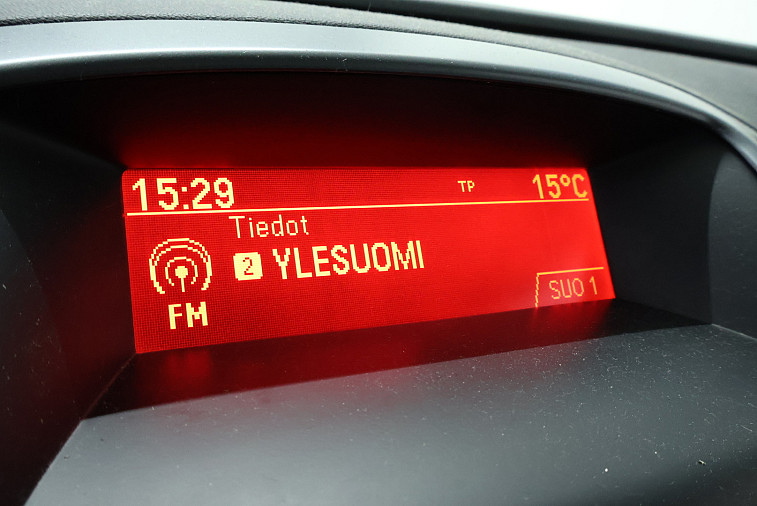 15:29 TP 15°C
Tiedot
2 YLESUOMI
FM
SUO 1